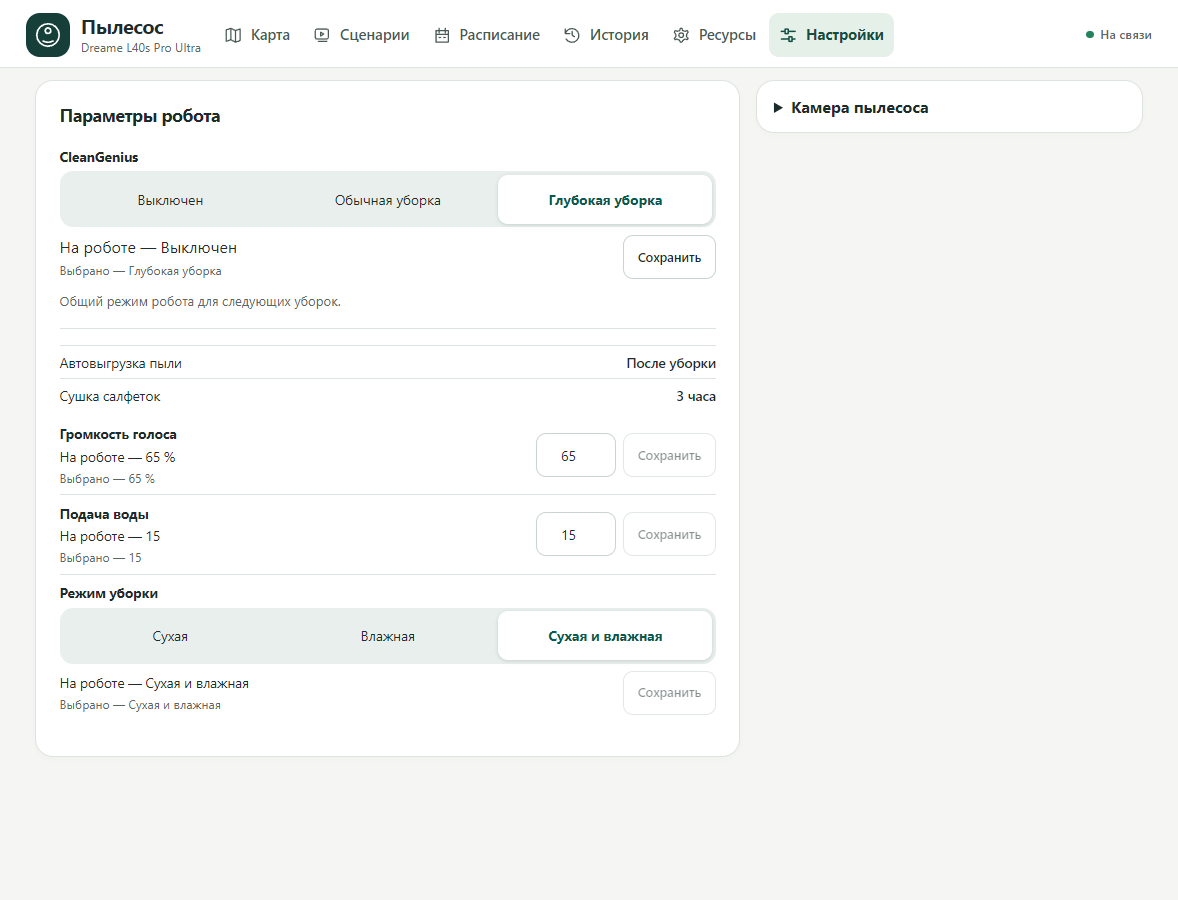 Пылесос
Dreame L40s Pro Ultra
Карта
Сценарии
Расписание
История
Ресурсы
Настройки
На связи
Параметры робота
CleanGenius
Выключен
Обычная уборка
Глубокая уборка
На роботе — Выключен
Выбрано — Глубокая уборка
Сохранить
Общий режим робота для следующих уборок.
Автовыгрузка пыли
После уборки
Сушка салфеток
3 часа
Громкость голоса
На роботе — 65 %
Выбрано — 65 %
65
Сохранить
Подача воды
На роботе — 15
Выбрано — 15
15
Сохранить
Режим уборки
Сухая
Влажная
Сухая и влажная
На роботе — Сухая и влажная
Выбрано — Сухая и влажная
Сохранить
Камера пылесоса